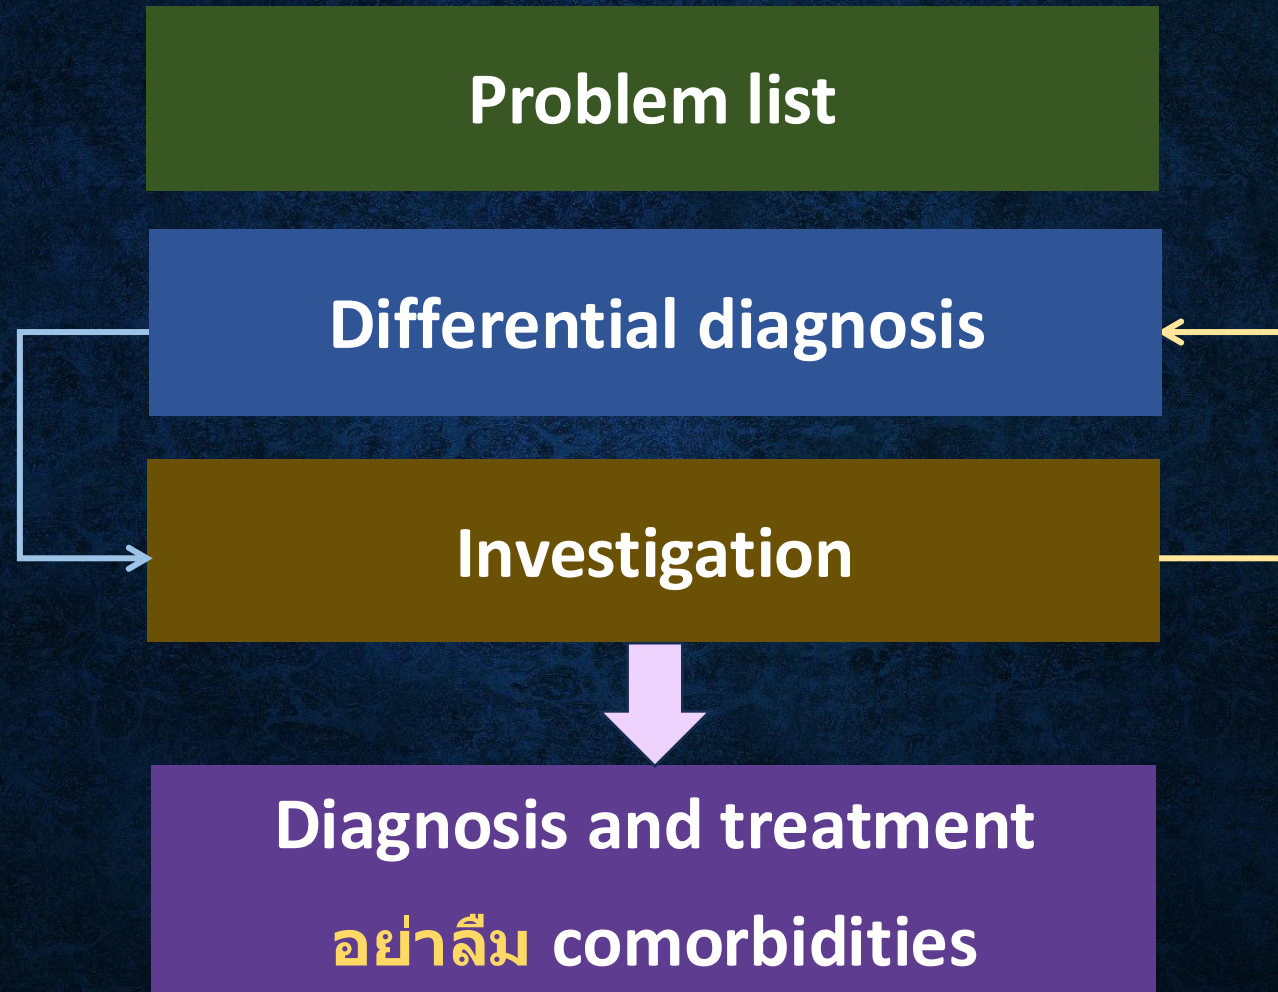 Problem list
Differential diagnosis
Investigation
Diagnosis and treatment
อย่าลืม comorbidities